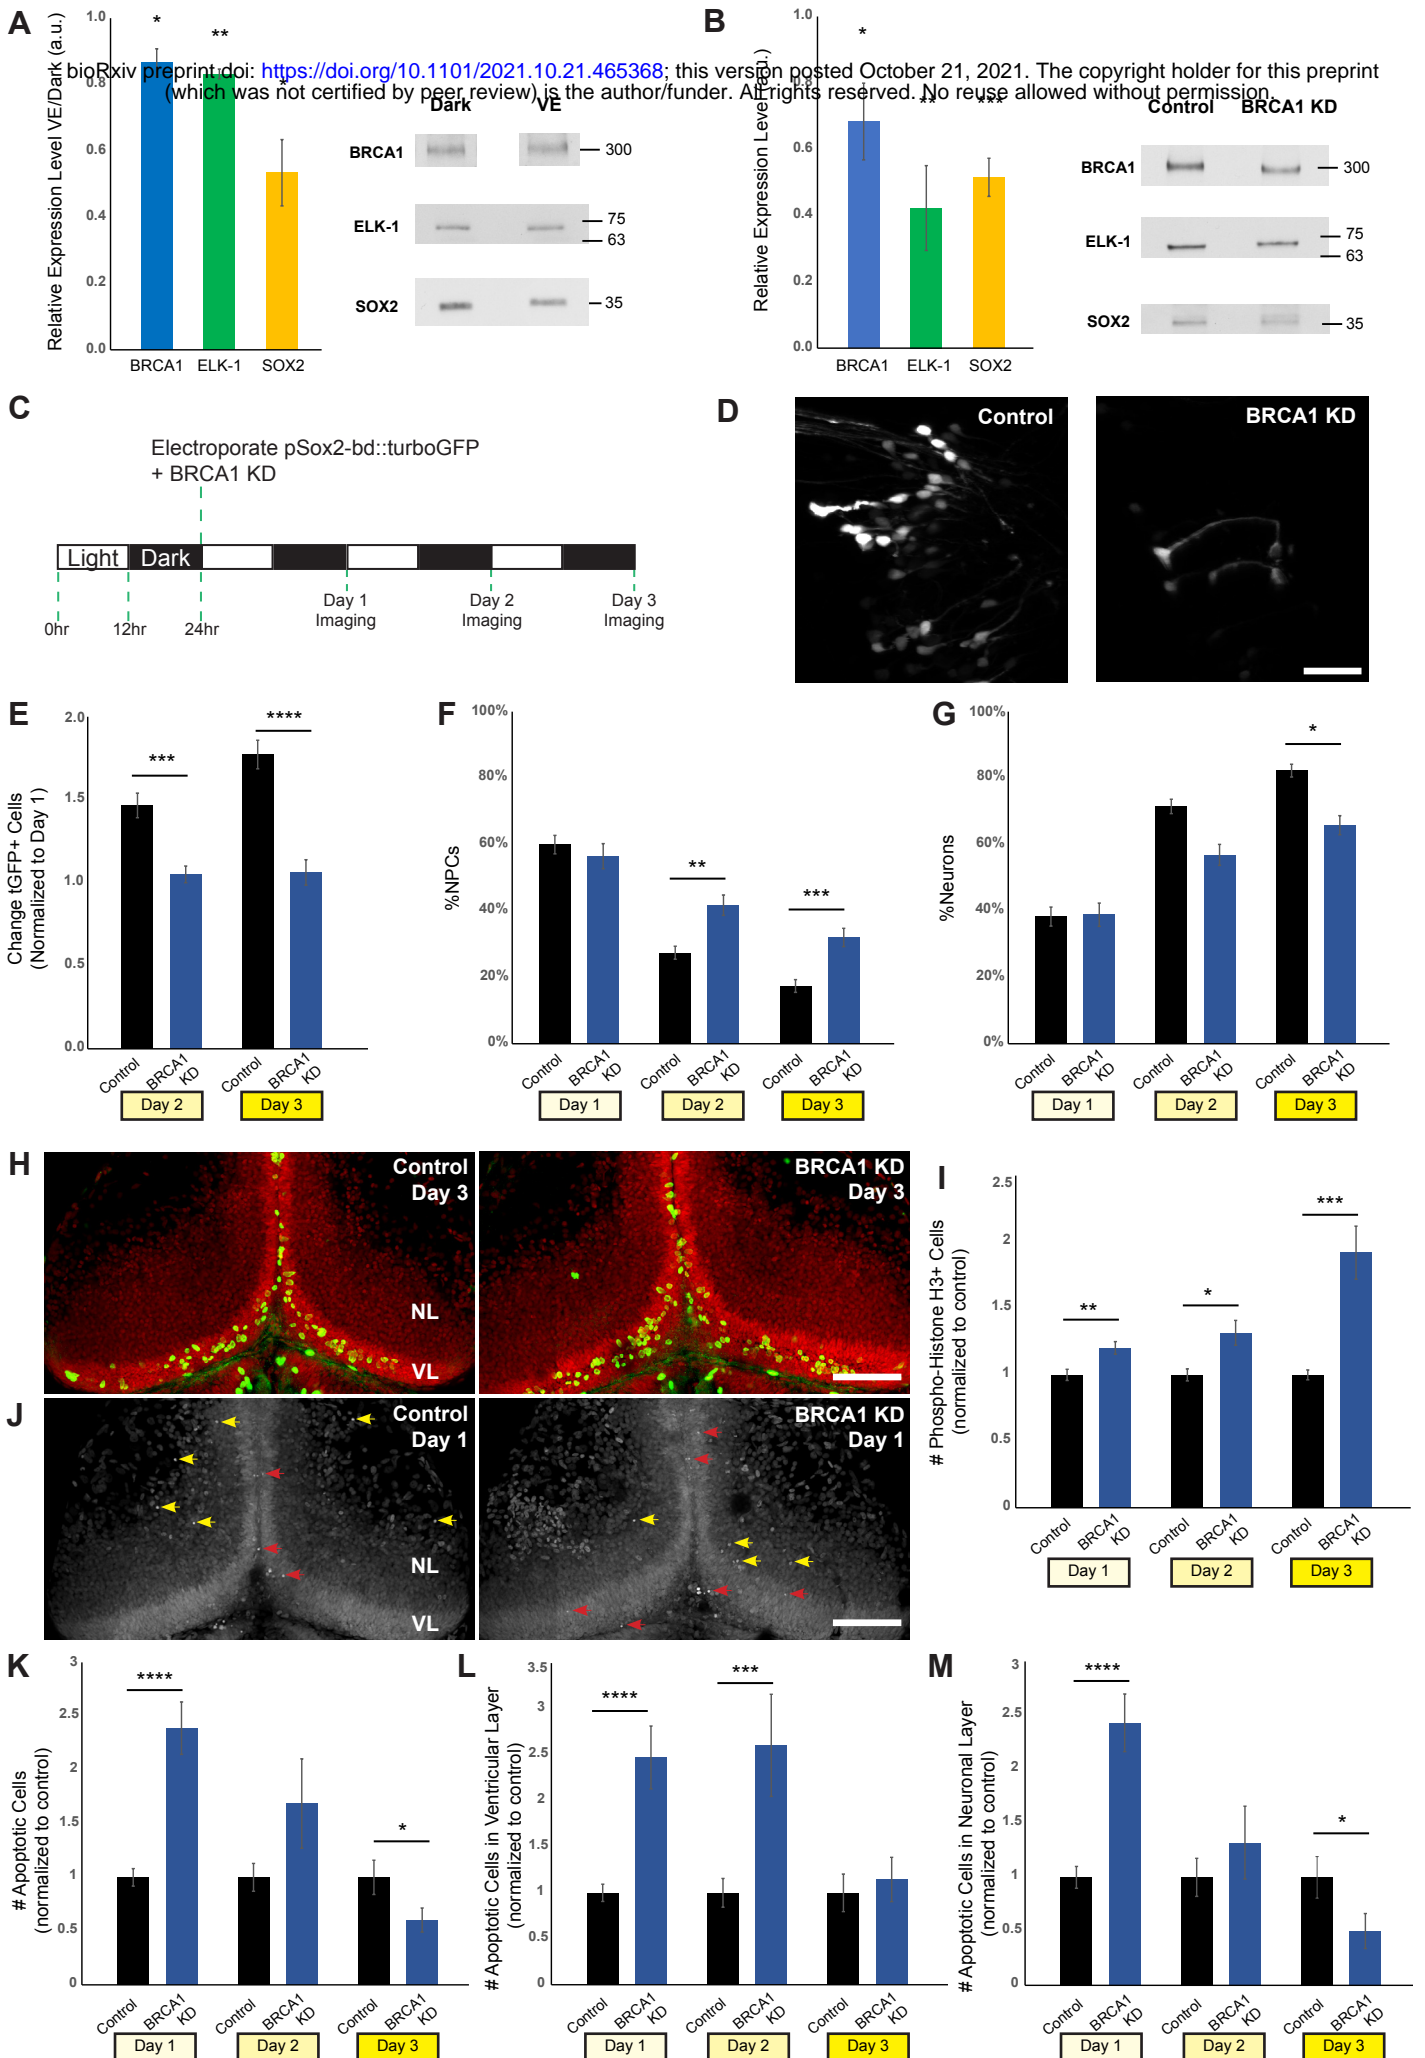 A
B
bioRxiv preprint doi: https://doi.org/10.1101/2021.10.21.465368; this version posted October 21, 2021. The copyright holder for this preprint
(which was not certified by peer review) is the author/funder. All rights reserved. No reuse allowed without permission.
Relative Expression Level VE/Dark (a.u.)
1.0
0.8
0.6
0.4
0.2
0.0
*
**
*
BRCA1 ELK-1 SOX2
Dark VE
BRCA1 300
ELK-1 75
63
SOX2 35
Relative Expression Level (a.u.)
1.0
0.8
0.6
0.4
0.2
0.0
*
**
***
BRCA1 ELK-1 SOX2
Control BRCA1 KD
BRCA1 300
ELK-1 75
63
SOX2 35
C
Electroporate pSox2-bd::turboGFP
+ BRCA1 KD
Light Dark
0hr 12hr 24hr
Day 1
Imaging
Day 2
Imaging
Day 3
Imaging
D
Control
BRCA1 KD
E
Change tGFP+ Cells
(Normalized to Day 1)
2.0
1.5
1.0
0.5
0.0
***
****
Control BRCA1 KD Control BRCA1 KD
Day 2 Day 3
F
%NPCs
100%
80%
60%
40%
20%
0%
**
***
Control BRCA1 KD Control BRCA1 KD Control BRCA1 KD
Day 1 Day 2 Day 3
G
%Neurons
100%
80%
60%
40%
20%
0%
*
Control BRCA1 KD Control BRCA1 KD Control BRCA1 KD
Day 1 Day 2 Day 3
H
Control
Day 3
NL
VL
BRCA1 KD
Day 3
I
# Phospho-Histone H3+ Cells
(normalized to control)
2.5
2
1.5
1
0.5
0
**
*
***
Control BRCA1 KD Control BRCA1 KD Control BRCA1 KD
Day 1 Day 2 Day 3
J
Control
Day 1
NL
VL
BRCA1 KD
Day 1
K
# Apoptotic Cells
(normalized to control)
3
2.5
2
1.5
1
0.5
0
****
*
Control BRCA1 KD Control BRCA1 KD Control BRCA1 KD
Day 1 Day 2 Day 3
L
# Apoptotic Cells in Ventricular Layer
(normalized to control)
3.5
3
2.5
2
1.5
1
0.5
0
****
***
Control BRCA1 KD Control BRCA1 KD Control BRCA1 KD
Day 1 Day 2 Day 3
M
# Apoptotic Cells in Neuronal Layer
(normalized to control)
3
2.5
2
1.5
1
0.5
0
****
*
Control BRCA1 KD Control BRCA1 KD Control BRCA1 KD
Day 1 Day 2 Day 3